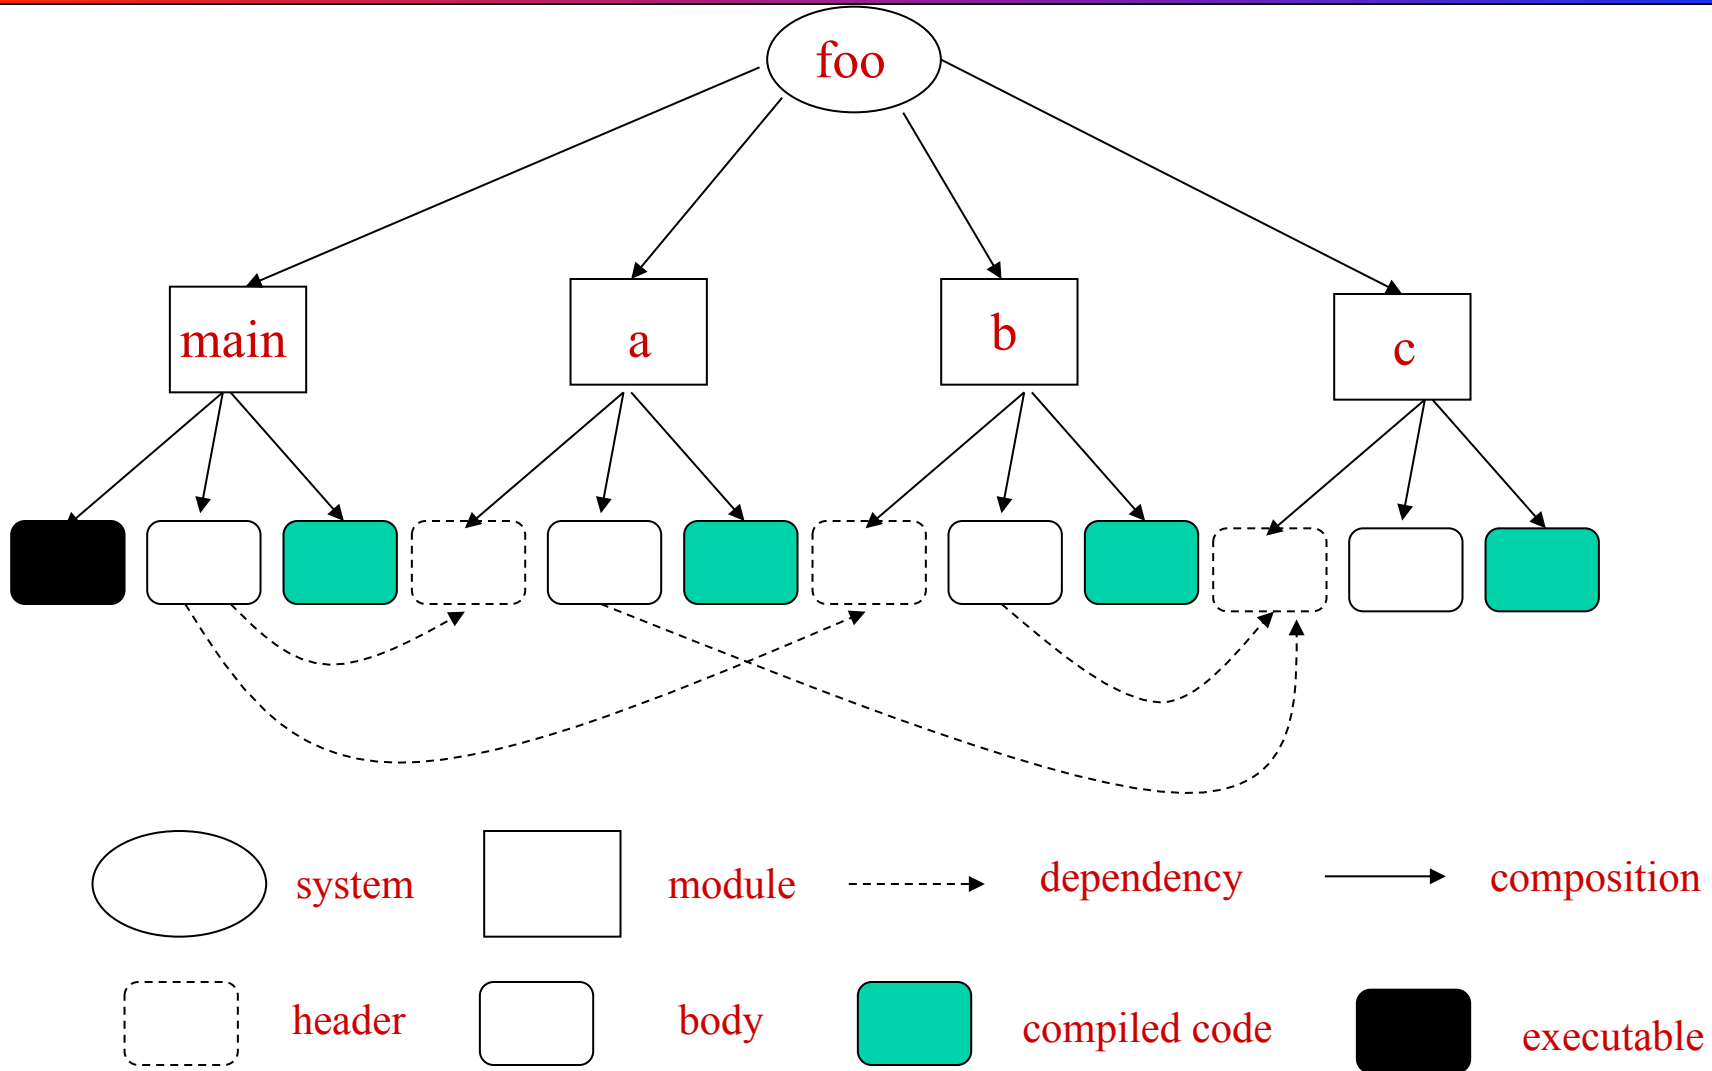 foo
main
a
b
c
system
module
dependency
composition
header
body
compiled code
executable